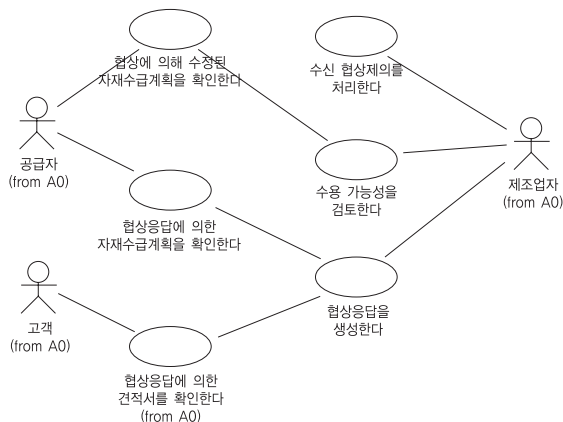 협상에 의해 수정된
자재수급계획을 확인한다
수신 협상제의를
처리한다
공급자
(from A0)
수용 가능성을
검토한다
제조업자
(from A0)
협상응답에 의한
자재수급계획을 확인한다
고객
(from A0)
협상응답을
생성한다
협상응답에 의한
견적서를 확인한다
(from A0)